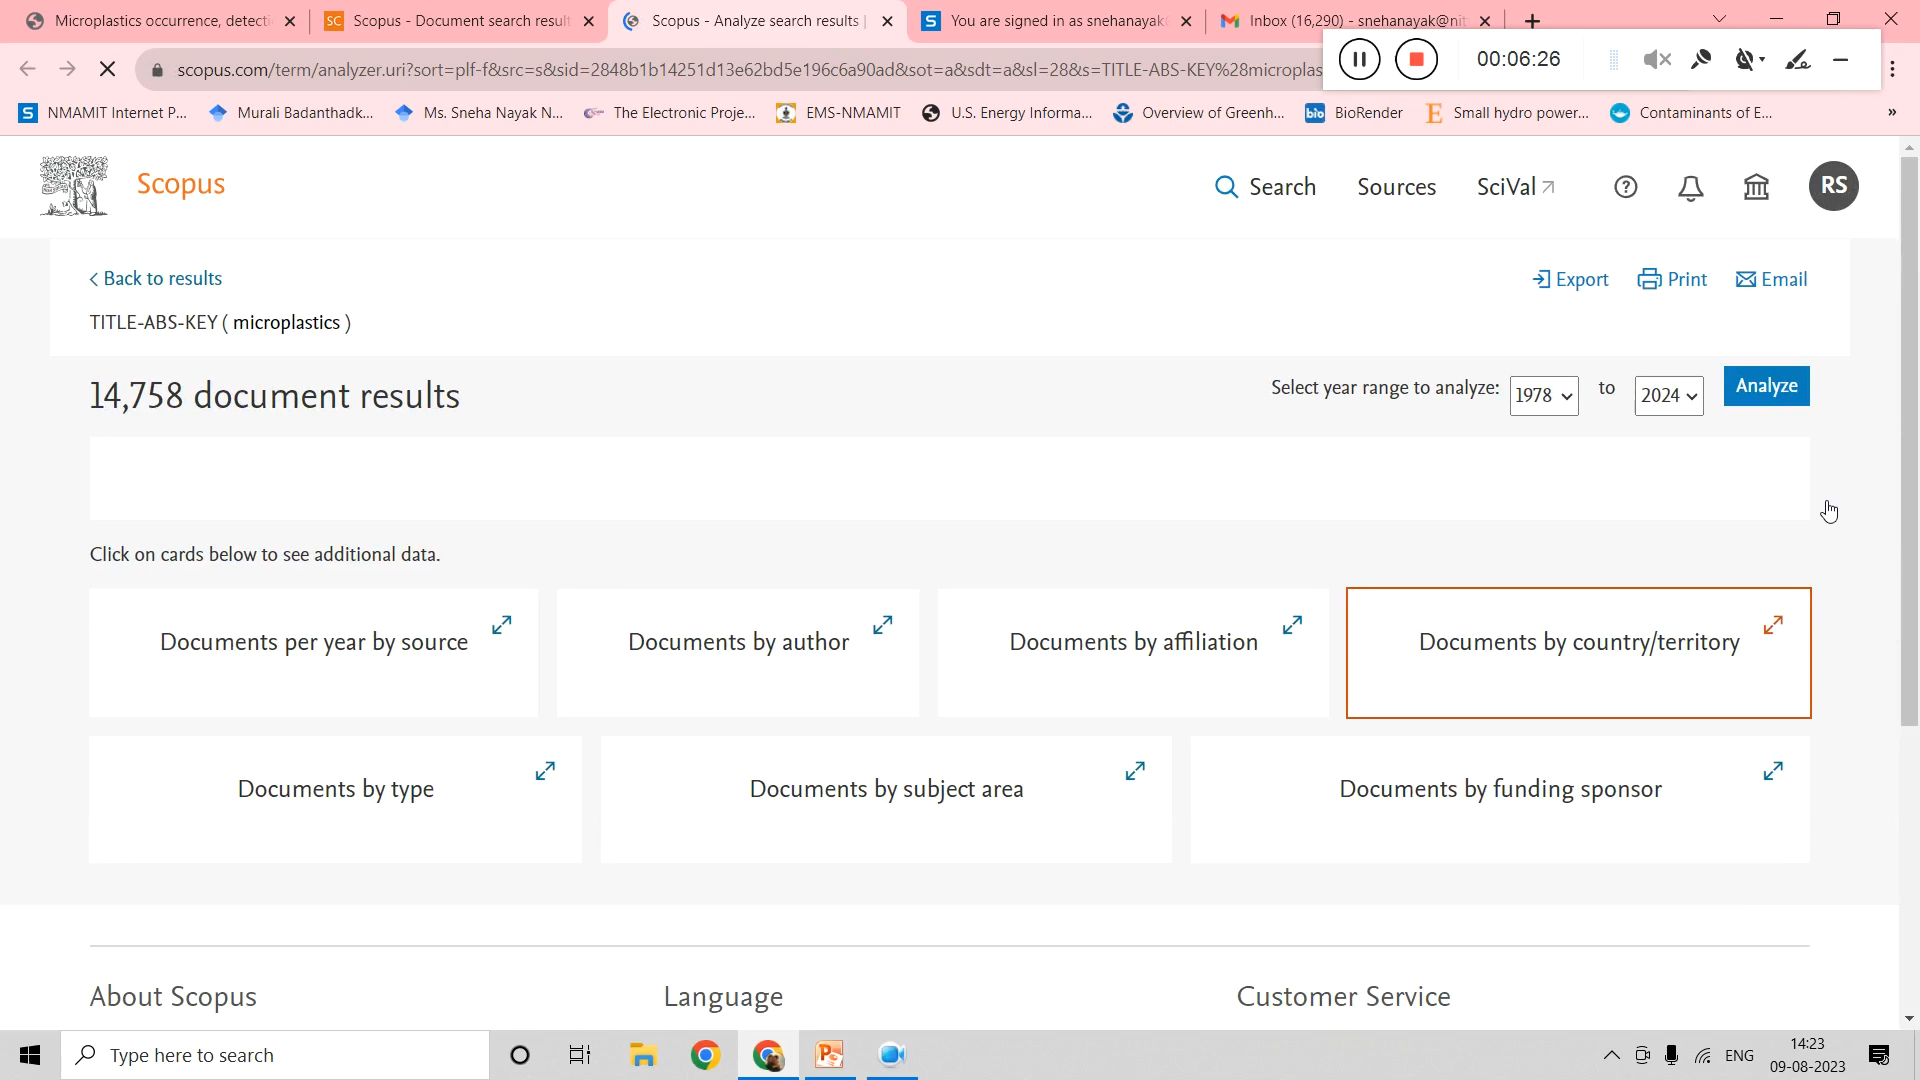 Microplastics occurrence, detecti
SC Scopus - Document search result
Scopus - Analyze search results |
S You are signed in as snehanayak
Inbox (16,290) - snehanayak@nit
scopus.com/term/analyzer.uri?sort=plf-f&src=s&sid=2848b1b14251d13e62bd5e196c6a90ad&sot=a&sdt=a&sl=28&s=TITLE-ABS-KEY%28microplas
00:06:26
S NMAMIT Internet P...
Murali Badanthadk...
Ms. Sneha Nayak N...
The Electronic Proje...
EMS-NMAMIT
U.S. Energy Informa...
Overview of Greenh...
bio BioRender
E Small hydro power...
Contaminants of E...
»
Scopus
Search
Sources
SciVal
RS
Back to results
Export
Print
Email
TITLE-ABS-KEY ( microplastics )
14,758 document results
Select year range to analyze: 1978 to 2024
Analyze
Click on cards below to see additional data.
Documents per year by source
Documents by author
Documents by affiliation
Documents by country/territory
Documents by type
Documents by subject area
Documents by funding sponsor
About Scopus
Language
Customer Service
Type here to search
ENG
14:23
09-08-2023